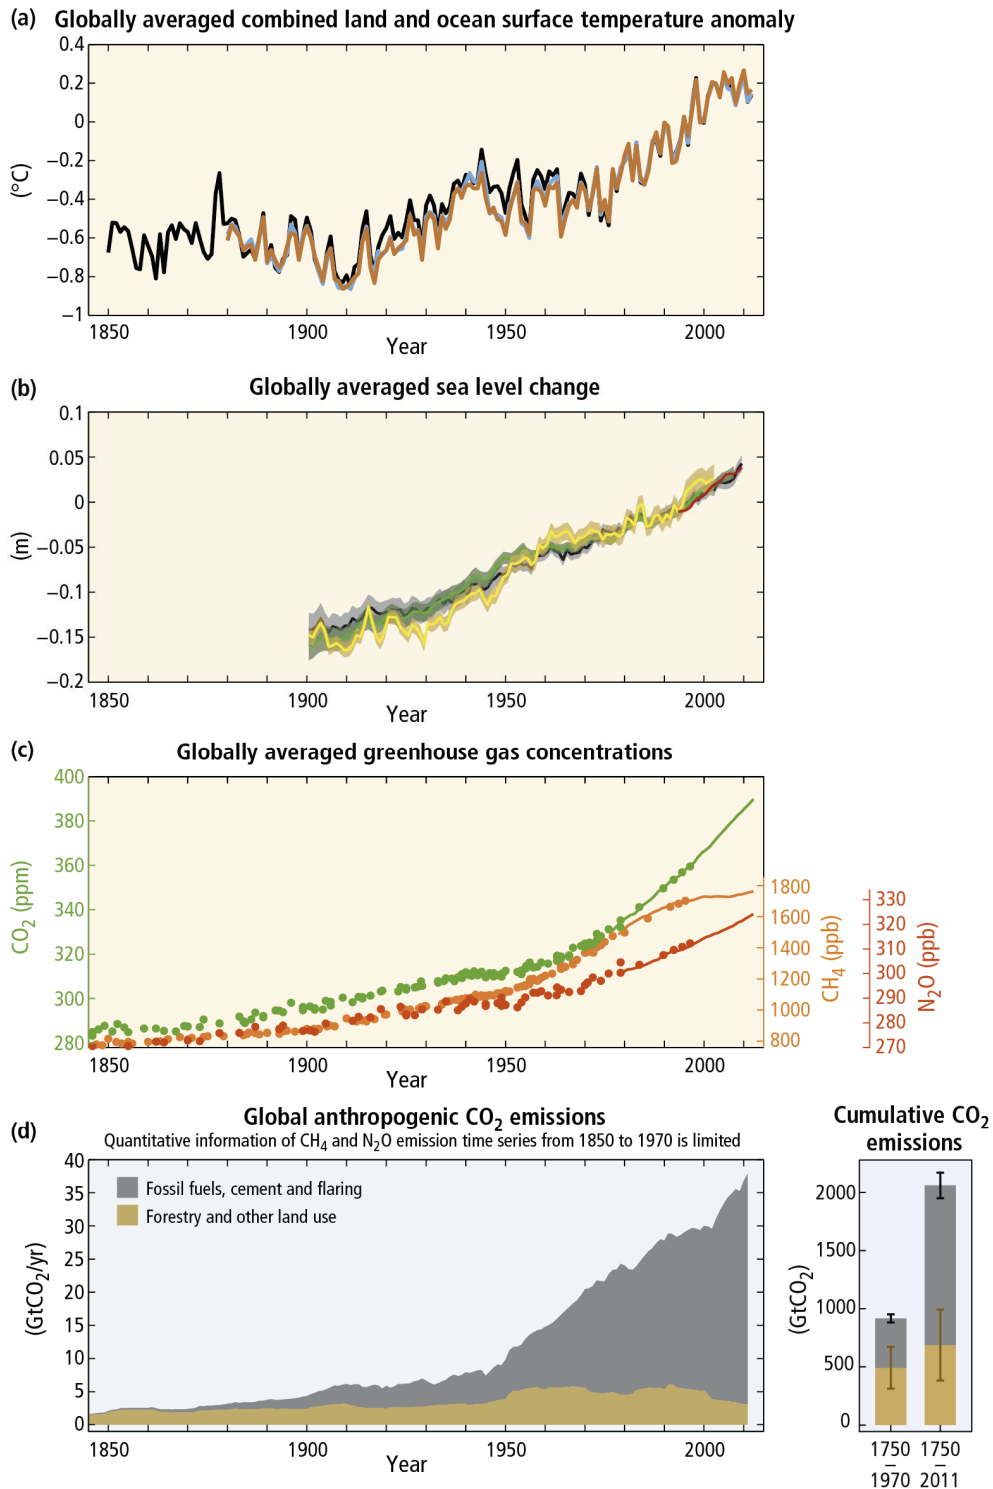 (a) Globally averaged combined land and ocean surface temperature anomaly
0.4
0.2
0
−0.2
−0.4
−0.6
−0.8
−1
(°C)
1850 1900 1950 2000
Year
(b) Globally averaged sea level change
0.1
0.05
0
−0.05
−0.1
−0.15
−0.2
(m)
1850 1900 1950 2000
Year
(c) Globally averaged greenhouse gas concentrations
400
380
360
340
320
300
280
CO2 (ppm)
1800
1600
1400
1200
1000
800
CH4 (ppb)
330
320
310
300
290
280
270
N2O (ppb)
1850 1900 1950 2000
Year
(d) Global anthropogenic CO2 emissions
Quantitative information of CH4 and N2O emission time series from 1850 to 1970 is limited
40
35
30
25
20
15
10
5
0
(GtCO2/yr)
Fossil fuels, cement and flaring
Forestry and other land use
1850 1900 1950 2000
Year
Cumulative CO2
emissions
2000
1500
1000
500
0
(GtCO2)
1750 1750
– –
1970 2011